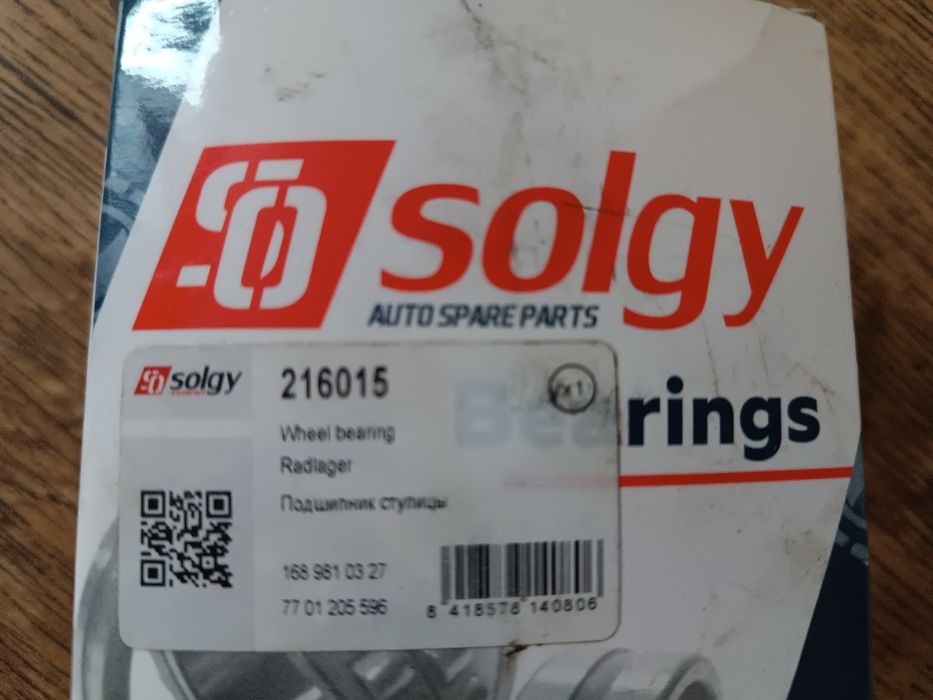 solgy
AUTO SPARE PARTS
Bearings
solgy
216015
x1
Wheel bearing
Radlager
Подшипник ступицы
168 981 03 27
77 01 205 596
8 418578 140806